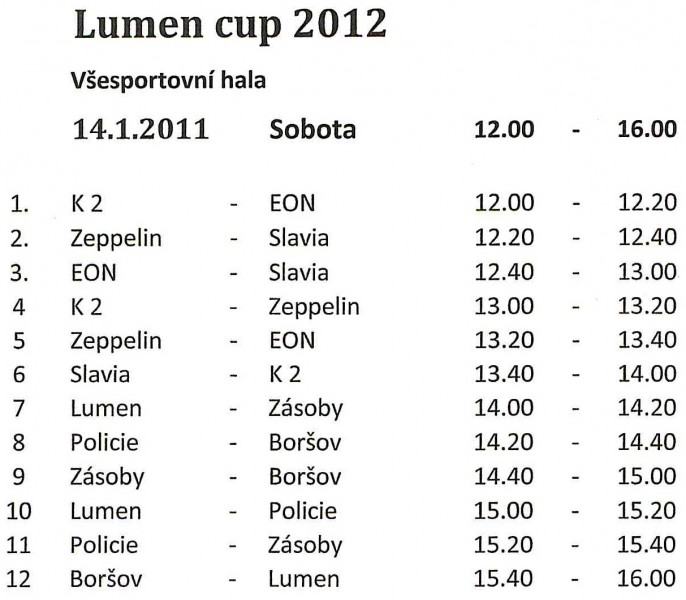 Lumen cup 2012
Všesportovní hala
14.1.2011 Sobota 12.00 - 16.00
1. K 2 - EON 12.00 - 12.20
2. Zeppelin - Slavia 12.20 - 12.40
3. EON - Slavia 12.40 - 13.00
4 K 2 - Zeppelin 13.00 - 13.20
5 Zeppelin - EON 13.20 - 13.40
6 Slavia - K 2 13.40 - 14.00
7 Lumen - Zásoby 14.00 - 14.20
8 Policie - Boršov 14.20 - 14.40
9 Zásoby - Boršov 14.40 - 15.00
10 Lumen - Policie 15.00 - 15.20
11 Policie - Zásoby 15.20 - 15.40
12 Boršov - Lumen 15.40 - 16.00